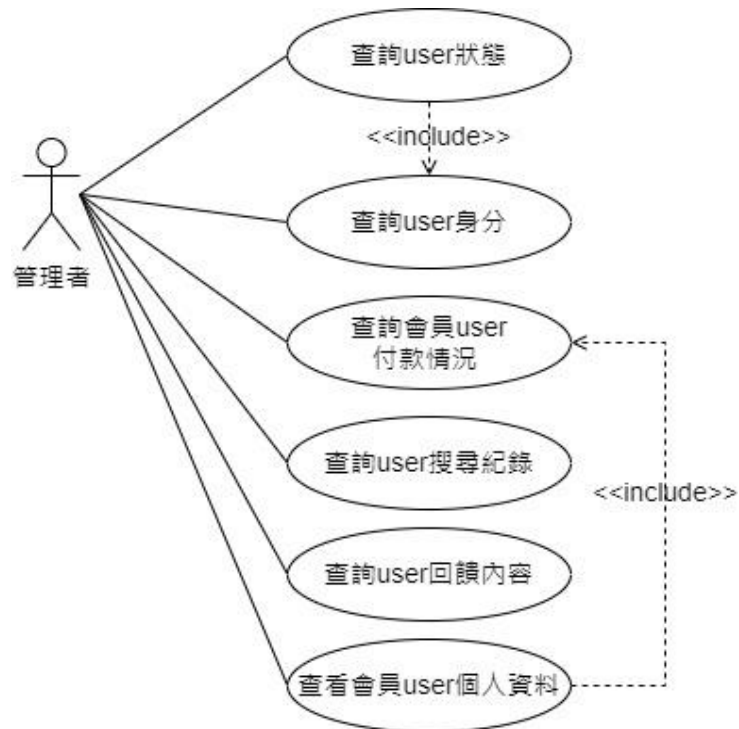 查詢user狀態
<<include>>
查詢user身分
管理者
查詢會員user
付款情況
查詢user搜尋紀錄
<<include>>
查詢user回饋內容
查看會員user個人資料